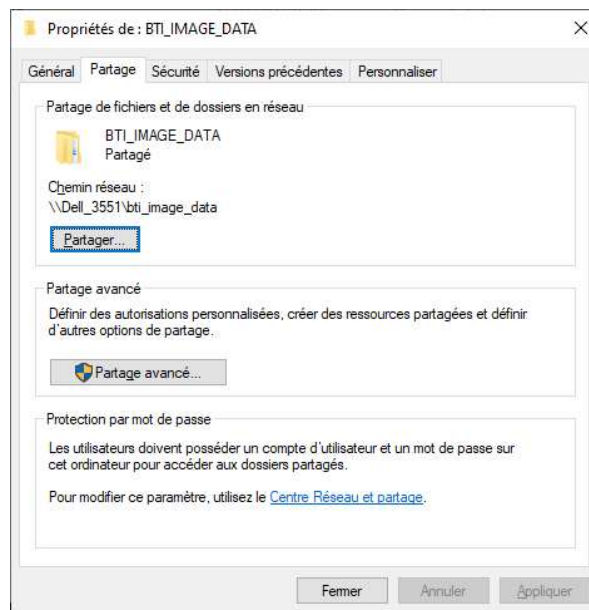 Propriétés de : BTI_IMAGE_DATA
Général Partage Sécurité Versions précédentes Personnaliser
Partage de fichiers et de dossiers en réseau
BTI_IMAGE_DATA
Partagé
Chemin réseau :
\\Dell_3551\bti_image_data
Partager...
Partage avancé
Définir des autorisations personnalisées, créer des ressources partagées et définir
d'autres options de partage.
Partage avancé...
Protection par mot de passe
Les utilisateurs doivent posséder un compte d'utilisateur et un mot de passe sur
cet ordinateur pour accéder aux dossiers partagés.
Pour modifier ce paramètre, utilisez le Centre Réseau et partage.
Fermer Annuler Appliquer